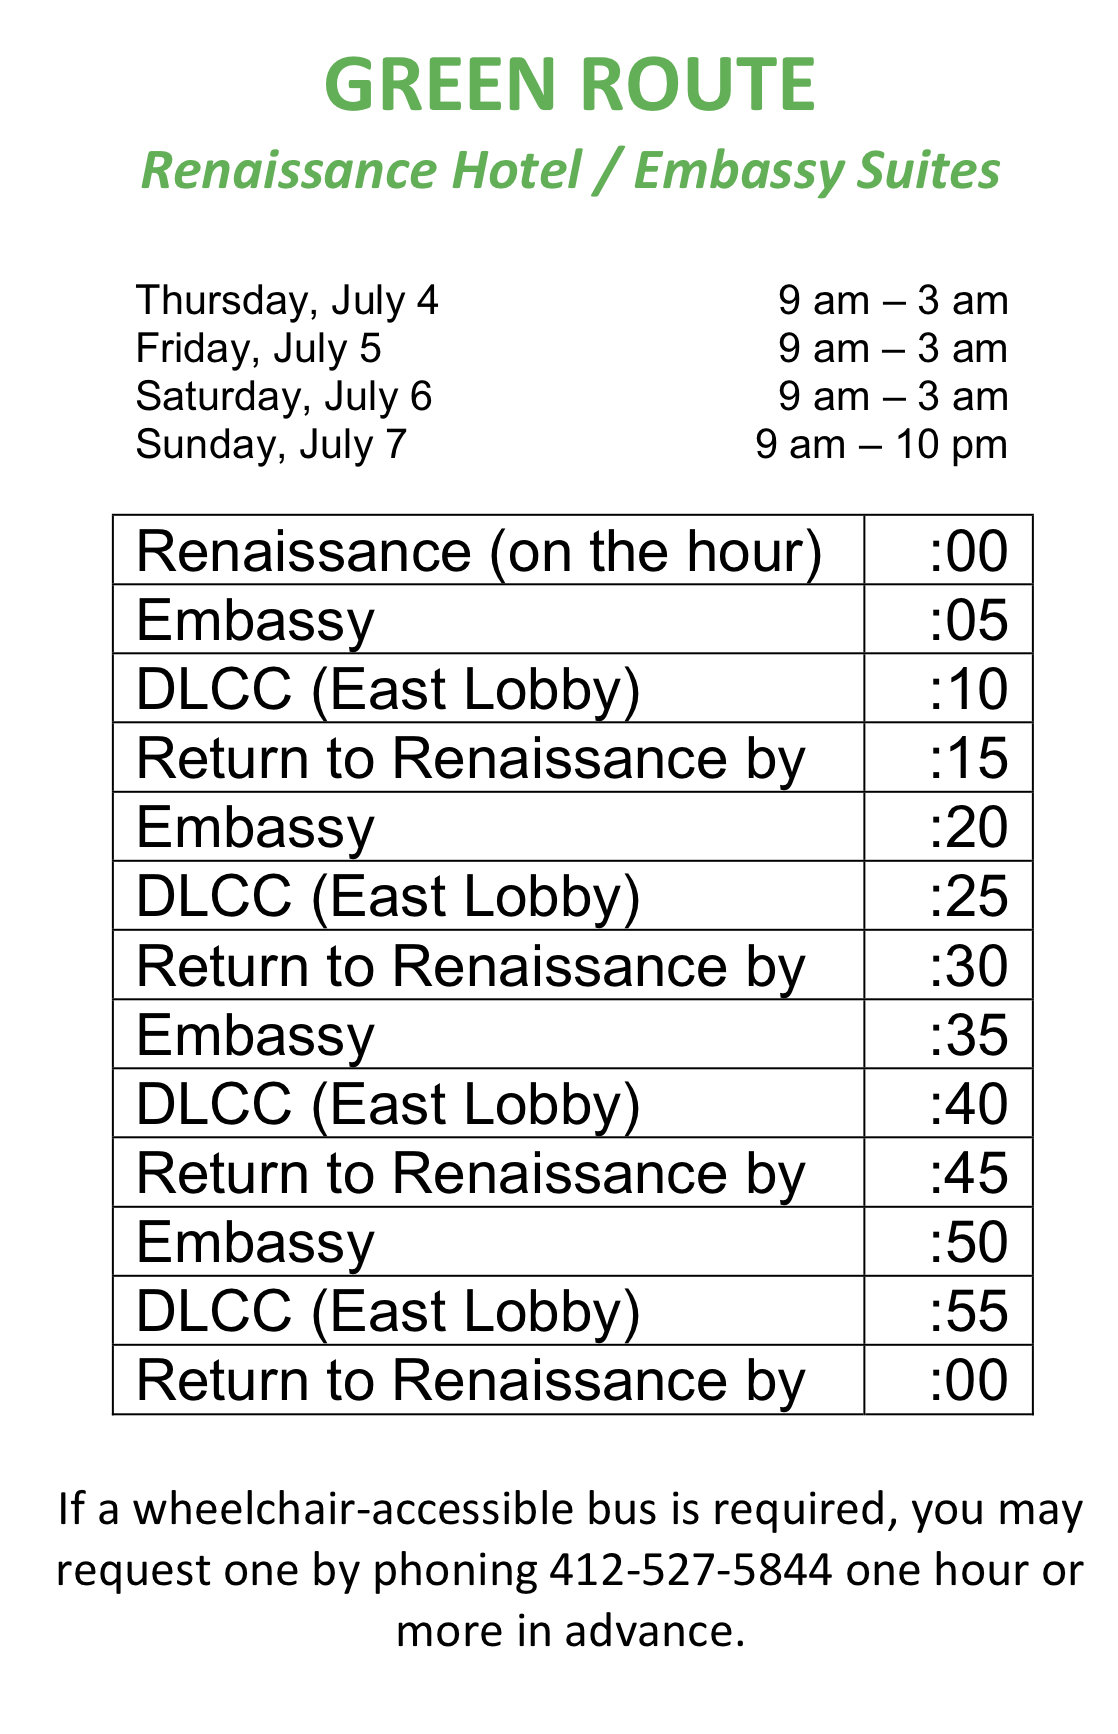 GREEN ROUTE
Renaissance Hotel / Embassy Suites
Thursday, July 4 9 am – 3 am
Friday, July 5 9 am – 3 am
Saturday, July 6 9 am – 3 am
Sunday, July 7 9 am – 10 pm
Renaissance (on the hour) :00
Embassy :05
DLCC (East Lobby) :10
Return to Renaissance by :15
Embassy :20
DLCC (East Lobby) :25
Return to Renaissance by :30
Embassy :35
DLCC (East Lobby) :40
Return to Renaissance by :45
Embassy :50
DLCC (East Lobby) :55
Return to Renaissance by :00
If a wheelchair-accessible bus is required, you may
request one by phoning 412-527-5844 one hour or
more in advance.